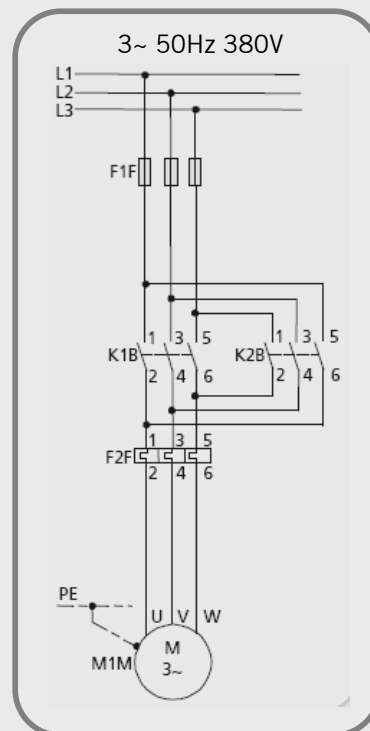 3~ 50Hz 380V
L1
L2
L3
F1F
1 3 5
1 3 5
K1B
K2B
2 4 6
2 4 6
1 3 5
F2F
2 4 6
PE
U V W
M1M
M
3~